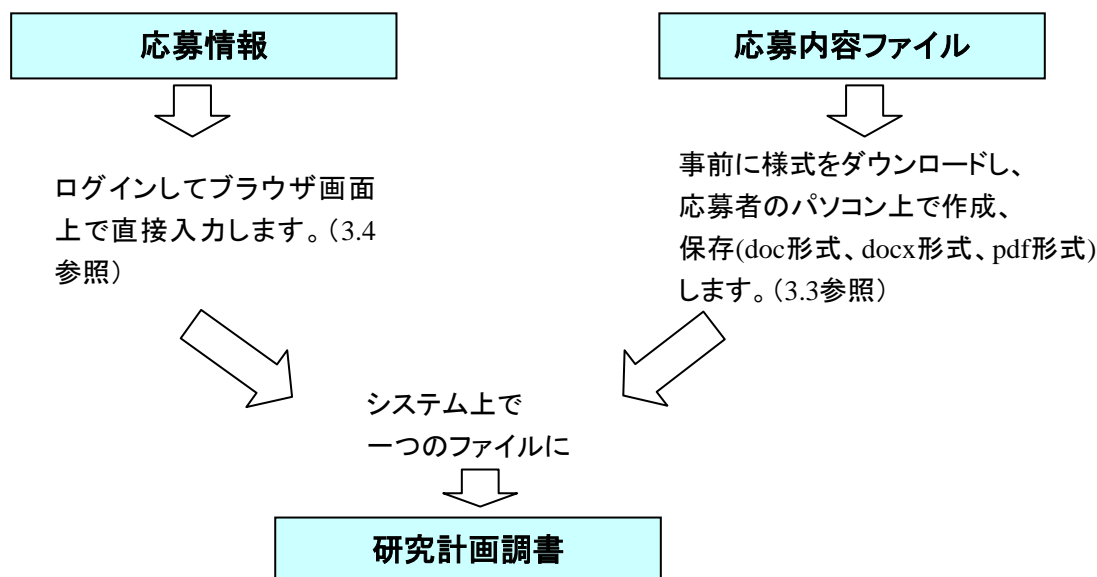 応募情報
ログインしてブラウザ画面
上で直接入力します。（3.4
参照）
応募内容ファイル
事前に様式をダウンロードし、
応募者のパソコン上で作成、
保存(doc形式、docx形式、pdf形式)
します。（3.3参照）
システム上で
一つのファイルに
研究計画調書